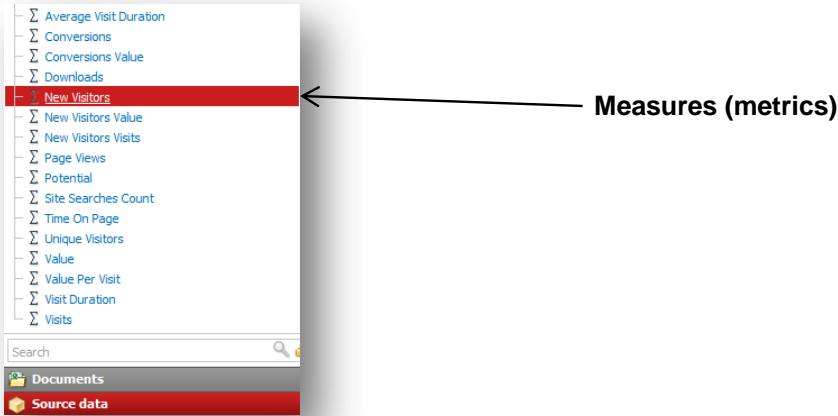 Σ Average Visit Duration
Σ Conversions
Σ Conversions Value
Σ Downloads
Σ New Visitors
Σ New Visitors Value
Σ New Visitors Visits
Σ Page Views
Σ Potential
Σ Site Searches Count
Σ Time On Page
Σ Unique Visitors
Σ Value
Σ Value Per Visit
Σ Visit Duration
Σ Visits
Search
Documents
Source data
Measures (metrics)